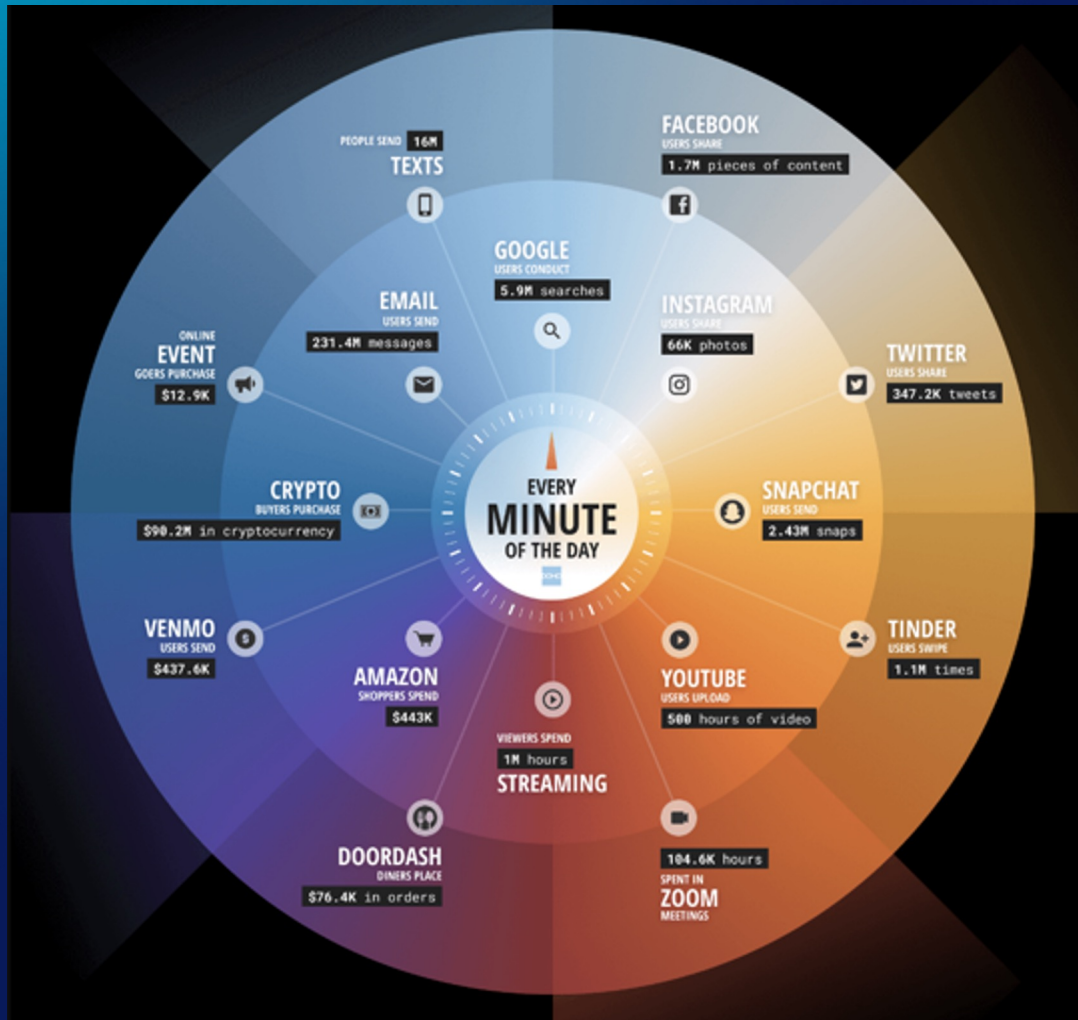 PEOPLE SEND 16M
TEXTS
FACEBOOK
USERS SHARE
1.7M pieces of content
GOOGLE
USERS CONDUCT
5.9M searches
EMAIL
USERS SEND
231.4M messages
INSTAGRAM
USERS SHARE
66K photos
ONLINE
EVENT
GOERS PURCHASE
$12.9K
TWITTER
USERS SHARE
347.2K tweets
CRYPTO
BUYERS PURCHASE
$90.2M in cryptocurrency
EVERY
MINUTE
OF THE DAY
DOMO
SNAPCHAT
USERS SEND
2.43M snaps
VENMO
USERS SEND
$437.6K
AMAZON
SHOPPERS SPEND
$443K
VIEWERS SPEND
1M hours
STREAMING
YOUTUBE
USERS UPLOAD
500 hours of video
TINDER
USERS SWIPE
1.1M times
DOORDASH
DINERS PLACE
$76.4K in orders
104.6K hours
SPENT IN
ZOOM
MEETINGS